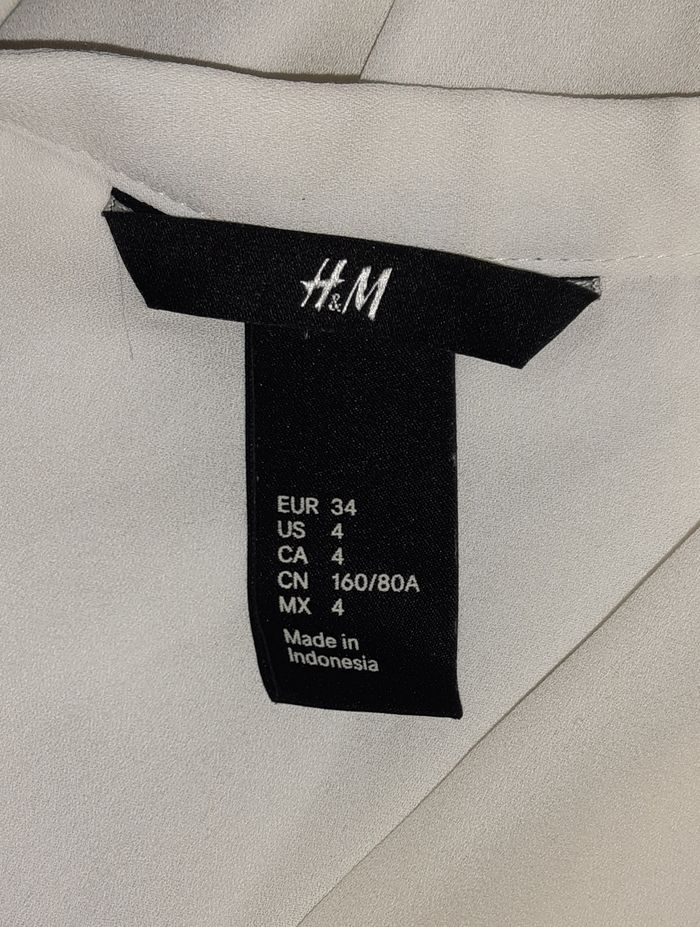 H&M
EUR 34
US 4
CA 4
CN 160/80A
MX 4
Made in
Indonesia